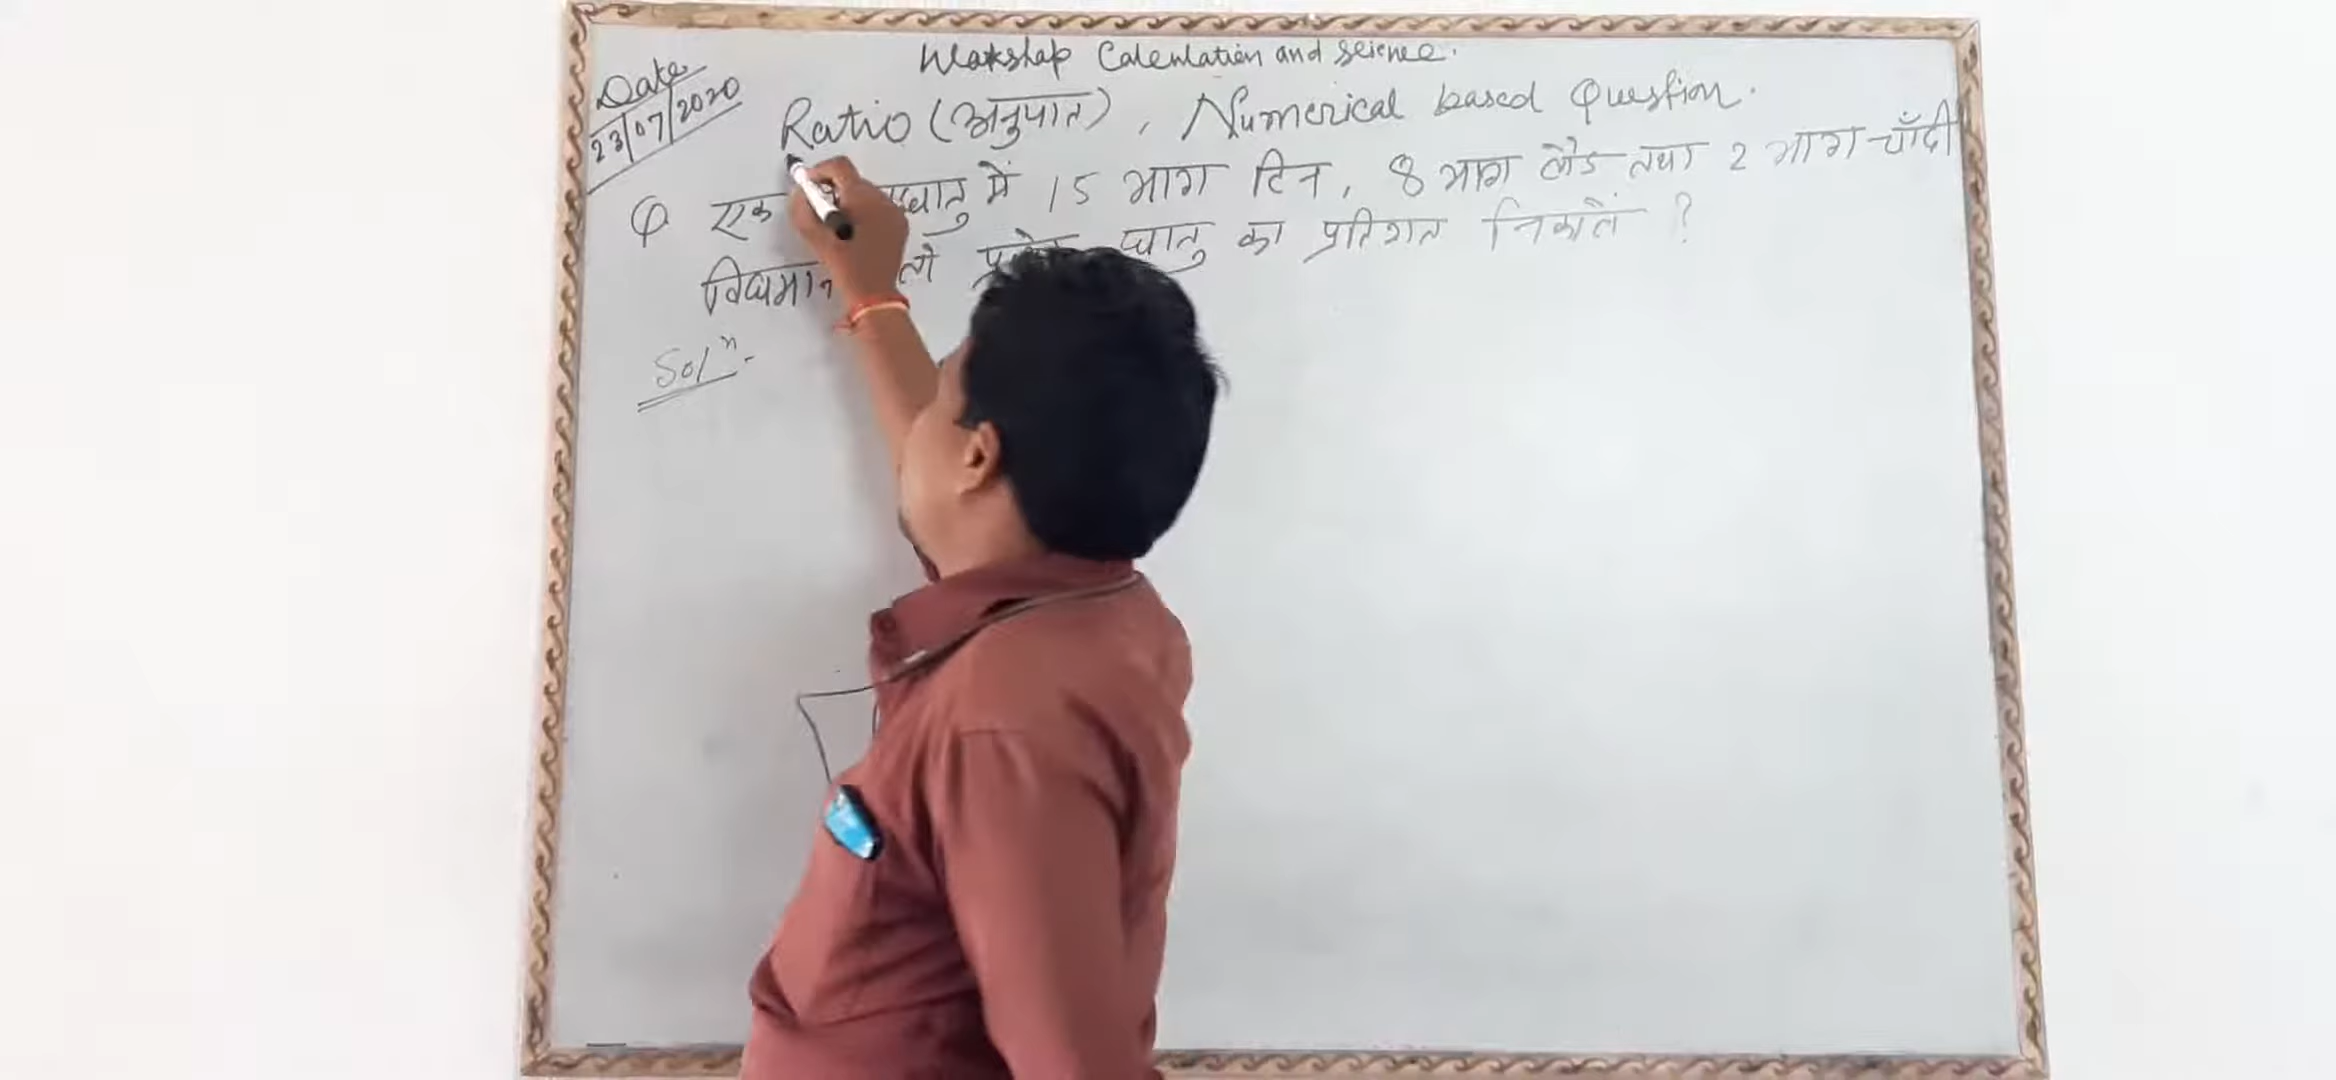 Workshop Calculation and Science.
Date
23/07/2020
Ratio (अनुपात), Numerical based Question.
Q एक में 15 भाग टिन, 8 भाग लैड तथा 2 भाग चाँदी
विद्यमान तो धातु का प्रतिशत निकालें ?
Solⁿ.